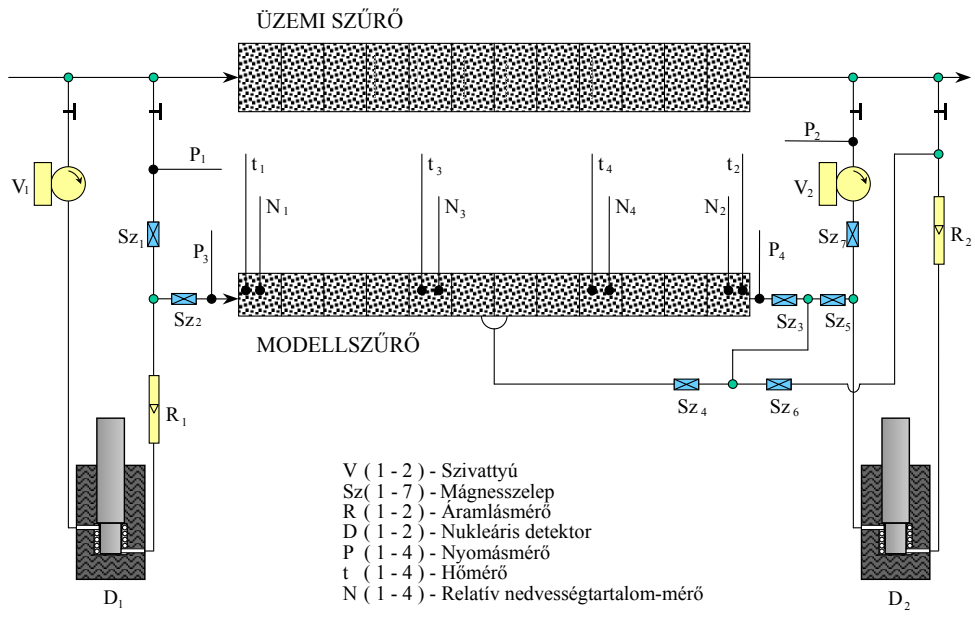 ÜZEMI SZŰRŐ
P₁
P₂
t₁
t₃
t₄
t₂
V₁
V₂
N₁
N₃
N₄
N₂
R₂
Sz₁
Sz₇
P₃
P₄
Sz₂
Sz₃
Sz₅
MODELLSZŰRŐ
Sz₄
Sz₆
R₁
V ( 1 - 2 ) - Szivattyú
Sz( 1 - 7 ) - Mágnesszelep
R ( 1 - 2 ) - Áramlásmérő
D ( 1 - 2 ) - Nukleáris detektor
P ( 1 - 4 ) - Nyomásmérő
t ( 1 - 4 ) - Hőmérő
N ( 1 - 4 ) - Relatív nedvességtartalom-mérő
D₁
D₂